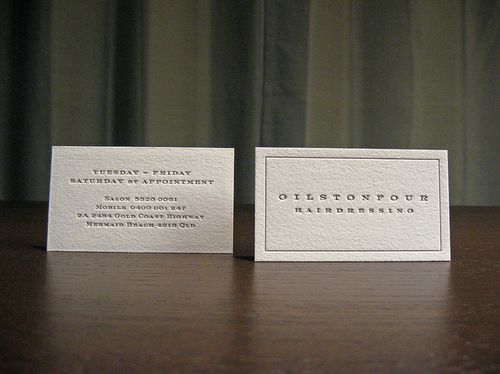 TUESDAY ~ FRIDAY
SATURDAY BY APPOINTMENT
SALON 5526 0061
MOBILE 0400 001 247
2A 2484 GOLD COAST HIGHWAY
MERMAID BEACH 4218 QLD
GILSTONFOUR
HAIRDRESSING